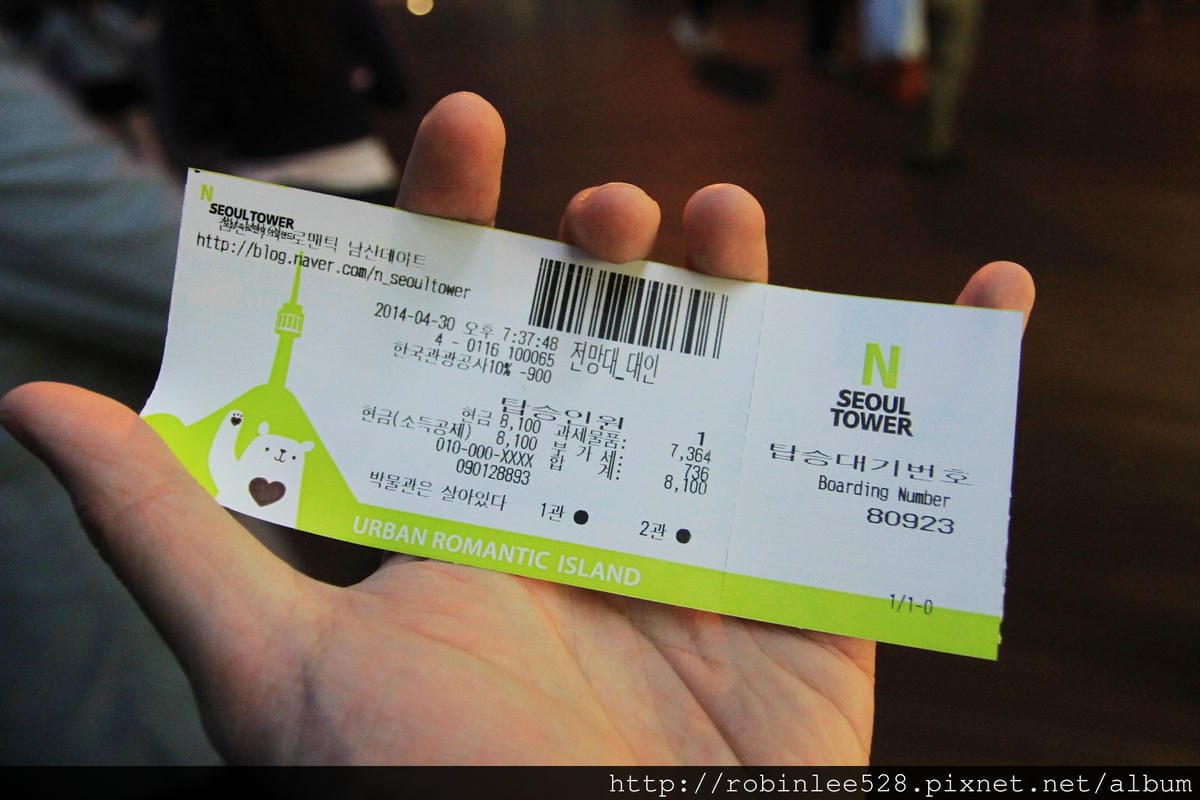 N
SEOUL TOWER
로맨틱 남산데이트
http://blog.naver.com/n_seoultower
2014-04-30 오후 7:37:48
4 - 0116 100065
전망대_대인
한국관광공사10% -900
탑승인원 1
현금 8,100 과세물품: 7,364
현금(소득공제) 8,100 부 가 세: 736
010-000-XXXX 합 계: 8,100
090128893
박물관은 살아있다 1관 ● 2관 ●
URBAN ROMANTIC ISLAND
N
SEOUL
TOWER
탑승대기번호
Boarding Number
80923
1/1-0
http://robinlee528.pixnet.net/album